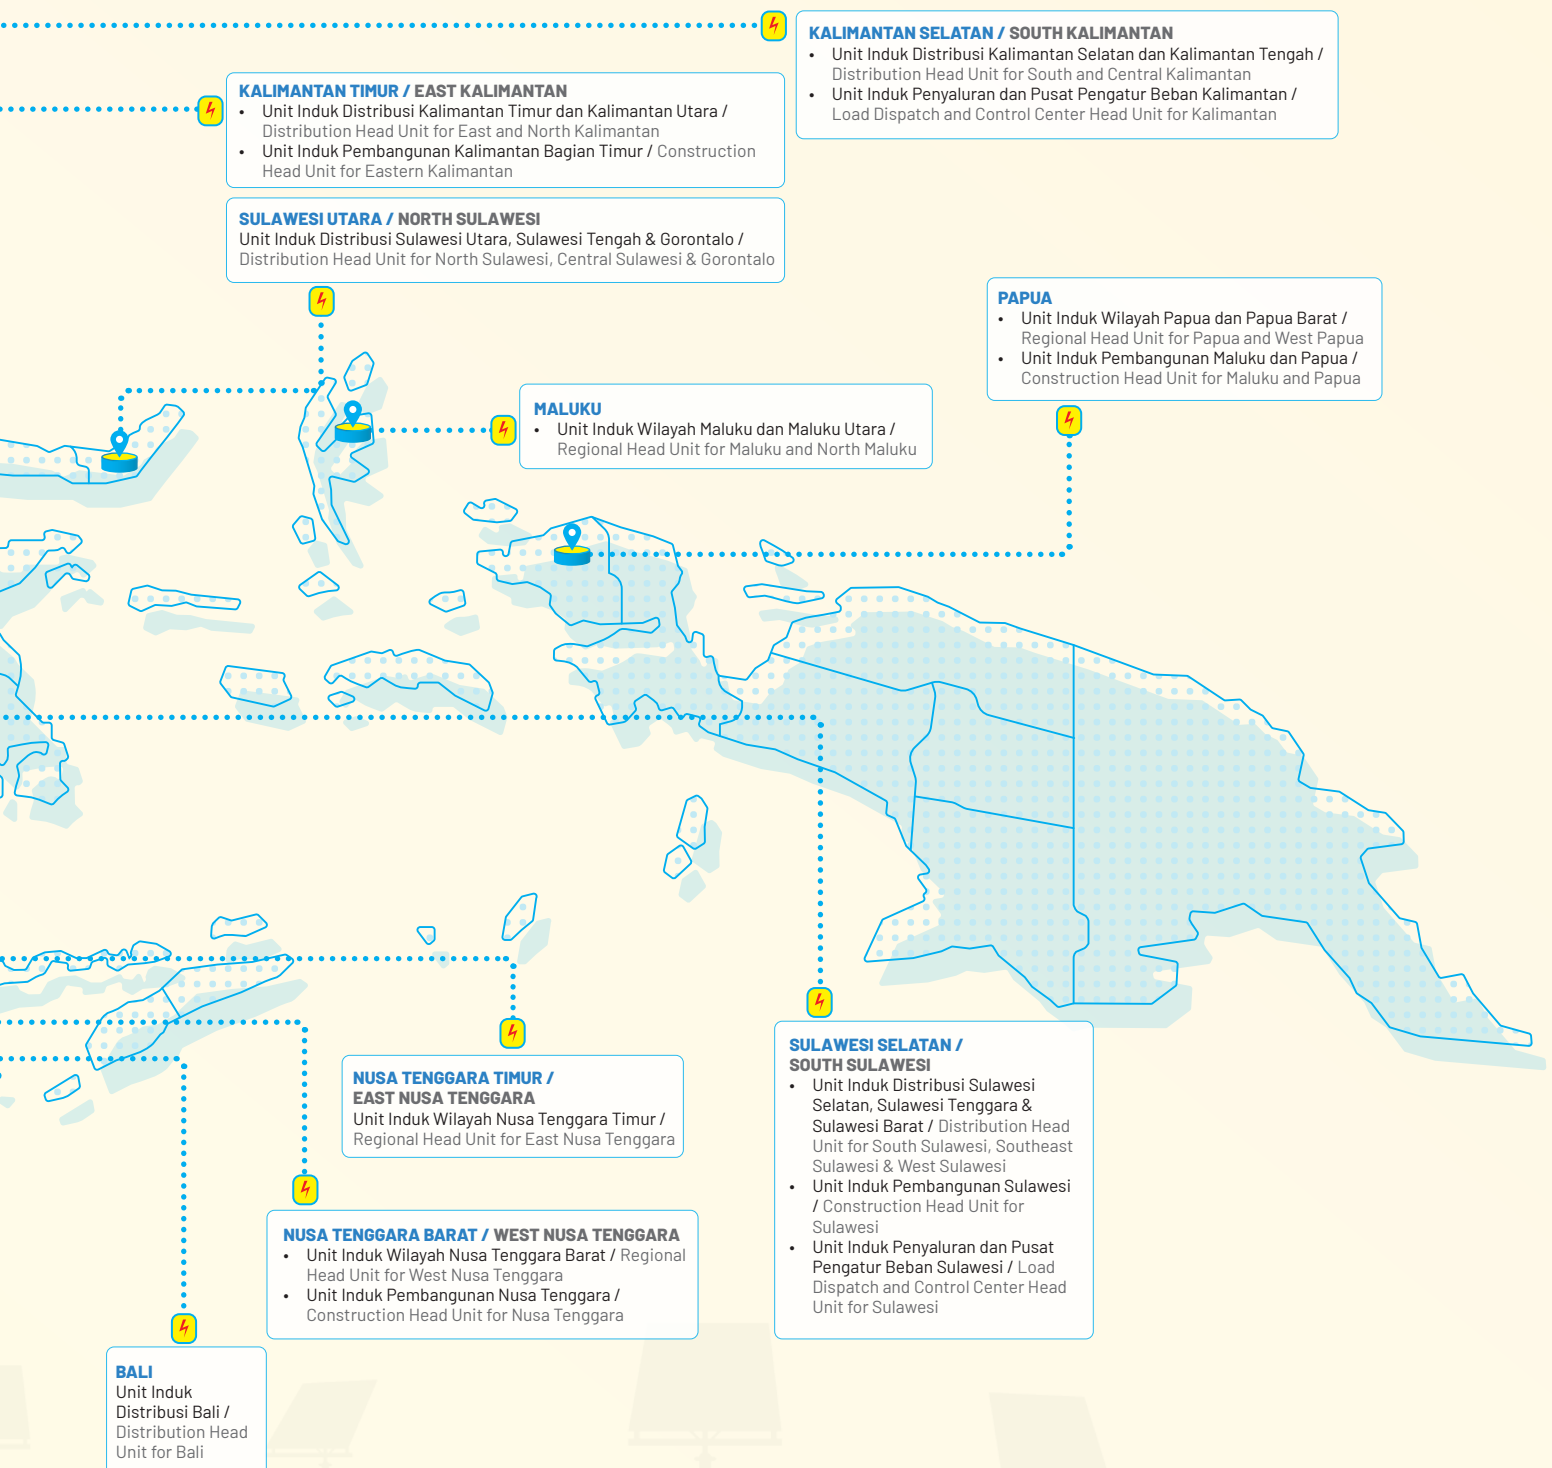 KALIMANTAN SELATAN / SOUTH KALIMANTAN
• Unit Induk Distribusi Kalimantan Selatan dan Kalimantan Tengah /
Distribution Head Unit for South and Central Kalimantan
• Unit Induk Penyaluran dan Pusat Pengatur Beban Kalimantan /
Load Dispatch and Control Center Head Unit for Kalimantan
KALIMANTAN TIMUR / EAST KALIMANTAN
• Unit Induk Distribusi Kalimantan Timur dan Kalimantan Utara /
Distribution Head Unit for East and North Kalimantan
• Unit Induk Pembangunan Kalimantan Bagian Timur / Construction
Head Unit for Eastern Kalimantan
SULAWESI UTARA / NORTH SULAWESI
Unit Induk Distribusi Sulawesi Utara, Sulawesi Tengah & Gorontalo /
Distribution Head Unit for North Sulawesi, Central Sulawesi & Gorontalo
PAPUA
• Unit Induk Wilayah Papua dan Papua Barat /
Regional Head Unit for Papua and West Papua
• Unit Induk Pembangunan Maluku dan Papua /
Construction Head Unit for Maluku and Papua
MALUKU
• Unit Induk Wilayah Maluku dan Maluku Utara /
Regional Head Unit for Maluku and North Maluku
SULAWESI SELATAN /
SOUTH SULAWESI
• Unit Induk Distribusi Sulawesi
Selatan, Sulawesi Tenggara &
Sulawesi Barat / Distribution Head
Unit for South Sulawesi, Southeast
Sulawesi & West Sulawesi
• Unit Induk Pembangunan Sulawesi
/ Construction Head Unit for
Sulawesi
• Unit Induk Penyaluran dan Pusat
Pengatur Beban Sulawesi / Load
Dispatch and Control Center Head
Unit for Sulawesi
NUSA TENGGARA TIMUR /
EAST NUSA TENGGARA
Unit Induk Wilayah Nusa Tenggara Timur /
Regional Head Unit for East Nusa Tenggara
NUSA TENGGARA BARAT / WEST NUSA TENGGARA
• Unit Induk Wilayah Nusa Tenggara Barat / Regional
Head Unit for West Nusa Tenggara
• Unit Induk Pembangunan Nusa Tenggara /
Construction Head Unit for Nusa Tenggara
BALI
Unit Induk
Distribusi Bali /
Distribution Head
Unit for Bali